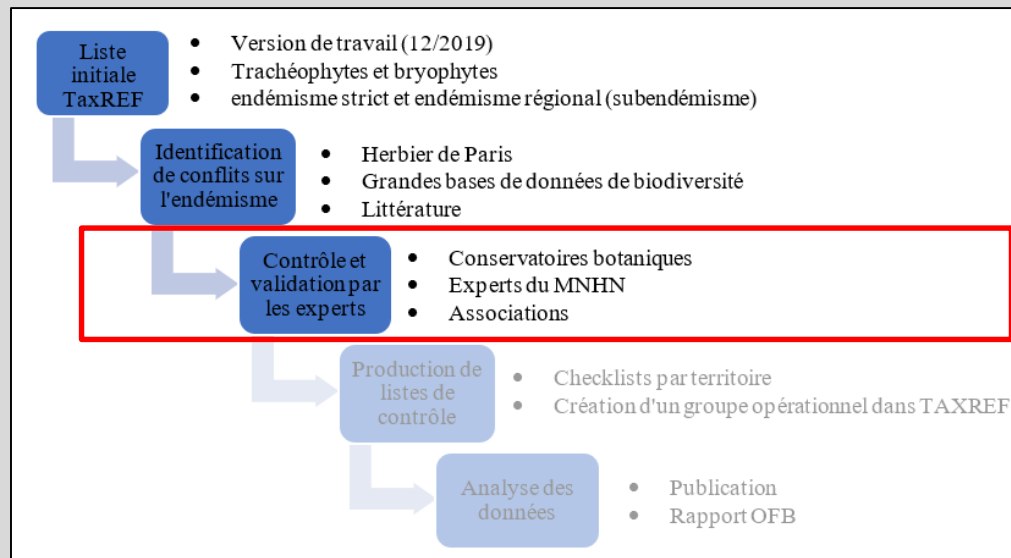 Liste
initiale
TaxREF
• Version de travail (12/2019)
• Trachéophytes et bryophytes
• endémisme strict et endémisme régional (subendémisme)
Identification
de conflits sur
l'endémisme
• Herbier de Paris
• Grandes bases de données de biodiversité
• Littérature
Contrôle et
validation par
les experts
• Conservatoires botaniques
• Experts du MNHN
• Associations
Production de
listes de
contrôle
• Checklists par territoire
• Création d'un groupe opérationnel dans TAXREF
Analyse des
données
• Publication
• Rapport OFB